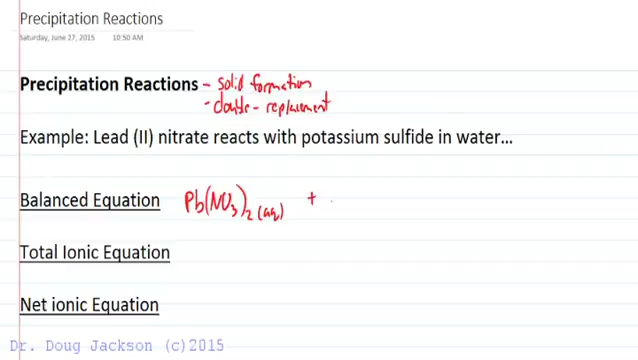 Precipitation Reactions
Saturday, June 27, 2015 10:50 AM
Precipitation Reactions - solid formation
- double-replacement
Example: Lead (II) nitrate reacts with potassium sulfide in water...
Balanced Equation Pb(NO₃)₂ (aq) +
Total Ionic Equation
Net ionic Equation
Dr. Doug Jackson (c)2015